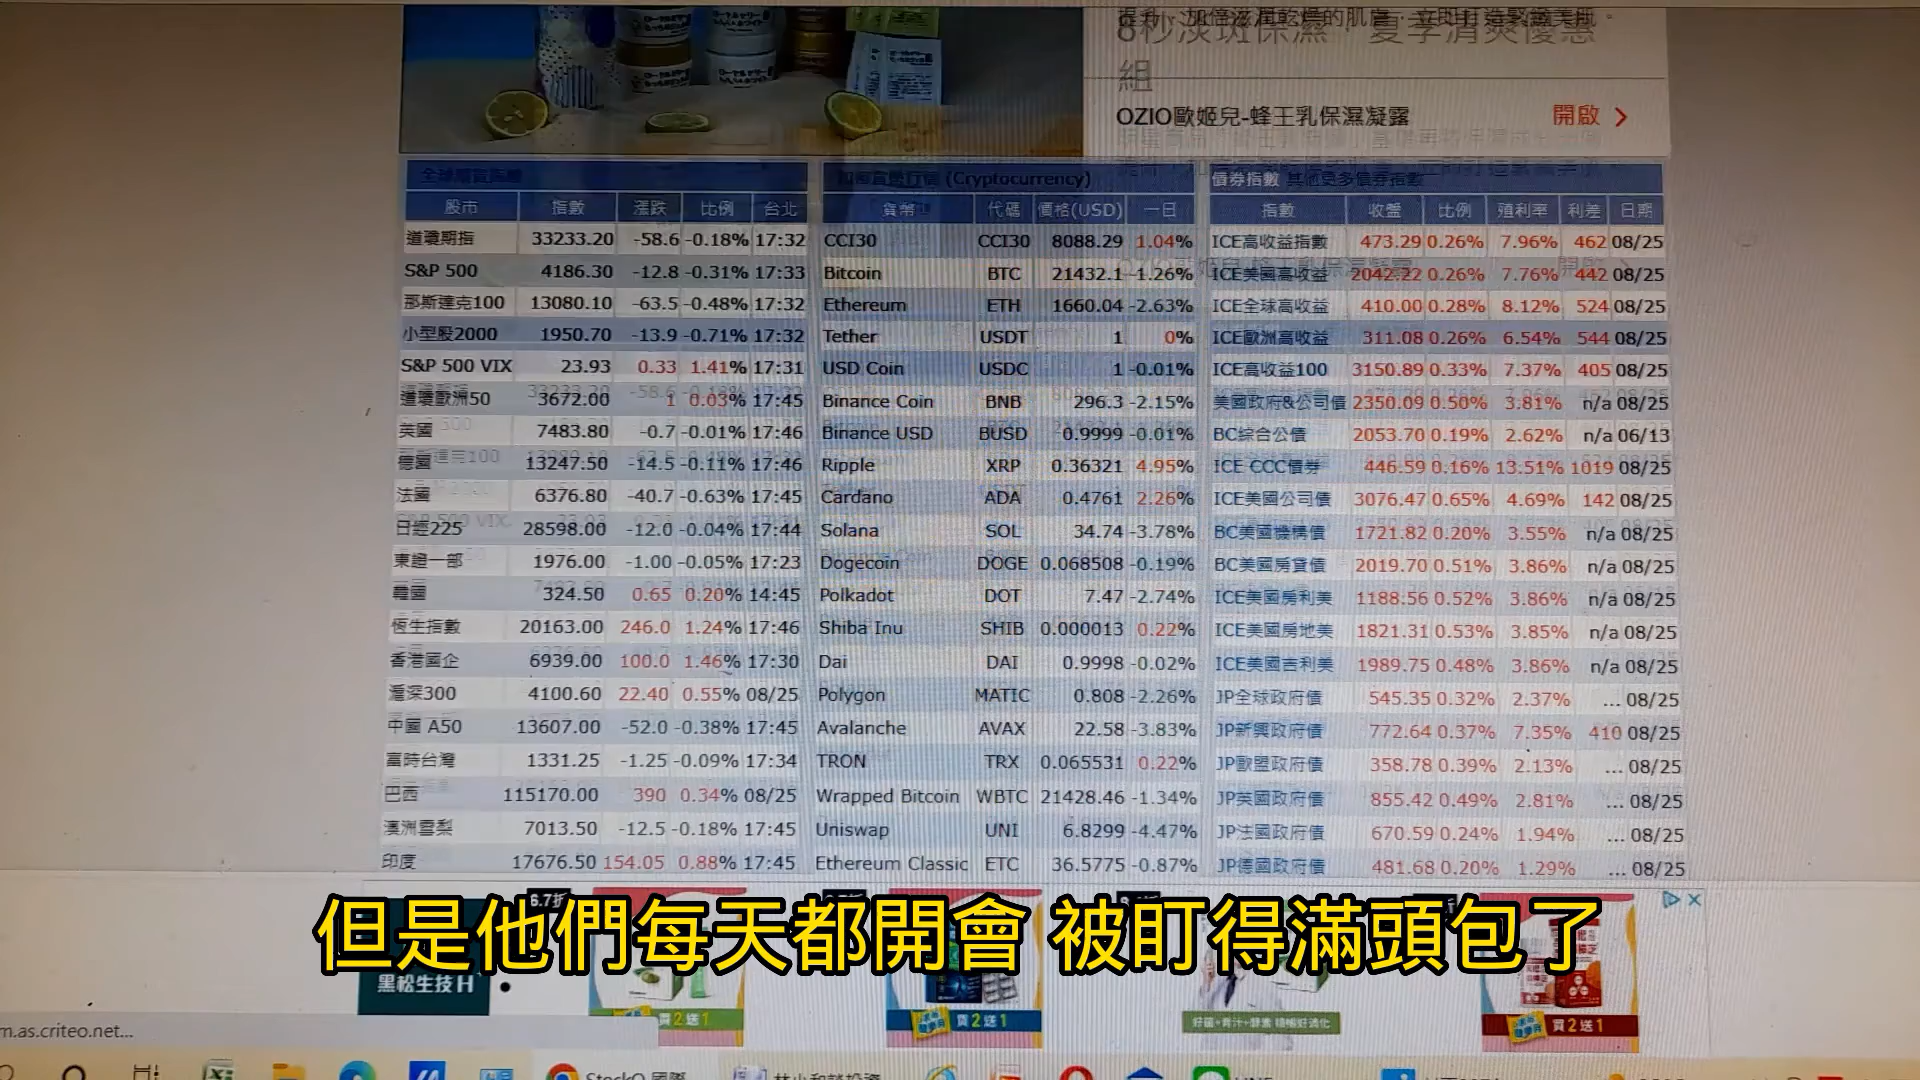 8秒淡斑保濕，夏季清爽優惠
組
OZIO歐姬兒-蜂王乳保濕凝露 開啟
(Cryptocurrency) 債券指數 其他更多債券指數
股市 指數 漲跌 比例 台北 貨幣 代碼 價格(USD) 一日 指數 收盤 比例 殖利率 利差 日期
道瓊期指 33233.20 -58.6 -0.18% 17:32 CCI30 CCI30 8088.29 1.04% ICE高收益指數 473.29 0.26% 7.96% 462 08/25
S&P 500 4186.30 -12.8 -0.31% 17:33 Bitcoin BTC 21432.1 -1.26% ICE美國高收益 2042.22 0.26% 7.76% 442 08/25
那斯達克100 13080.10 -63.5 -0.48% 17:32 Ethereum ETH 1660.04 -2.63% ICE全球高收益 410.00 0.28% 8.12% 524 08/25
小型股2000 1950.70 -13.9 -0.71% 17:32 Tether USDT 1 0% ICE歐洲高收益 311.08 0.26% 6.54% 544 08/25
S&P 500 VIX 23.93 0.33 1.41% 17:31 USD Coin USDC 1 -0.01% ICE高收益100 3150.89 0.33% 7.37% 405 08/25
道瓊歐洲50 3672.00 1 0.03% 17:45 Binance Coin BNB 296.3 -2.15% 美國政府&公司債 2350.09 0.50% 3.81% n/a 08/25
英國 7483.80 -0.7 -0.01% 17:46 Binance USD BUSD 0.9999 -0.01% BC綜合公債 2053.70 0.19% 2.62% n/a 06/13
德國 13247.50 -14.5 -0.11% 17:46 Ripple XRP 0.36321 4.95% ICE CCC債券 446.59 0.16% 13.51% 1019 08/25
法國 6376.80 -40.7 -0.63% 17:45 Cardano ADA 0.4761 2.26% ICE美國公司債 3076.47 0.65% 4.69% 142 08/25
日經225 28598.00 -12.0 -0.04% 17:44 Solana SOL 34.74 -3.78% BC美國機構債 1721.82 0.20% 3.55% n/a 08/25
東證一部 1976.00 -1.00 -0.05% 17:23 Dogecoin DOGE 0.068508 -0.19% BC美國房貸債 2019.70 0.51% 3.86% n/a 08/25
韓國 324.50 0.65 0.20% 14:45 Polkadot DOT 7.47 -2.74% ICE美國房利美 1188.56 0.52% 3.86% n/a 08/25
恆生指數 20163.00 246.0 1.24% 17:46 Shiba Inu SHIB 0.000013 0.22% ICE美國房地美 1821.31 0.53% 3.85% n/a 08/25
香港國企 6939.00 100.0 1.46% 17:30 Dai DAI 0.9998 -0.02% ICE美國吉利美 1989.75 0.48% 3.86% n/a 08/25
滬深300 4100.60 22.40 0.55% 08/25 Polygon MATIC 0.808 -2.26% JP全球政府債 545.35 0.32% 2.37% ... 08/25
中國 A50 13607.00 -52.0 -0.38% 17:45 Avalanche AVAX 22.58 -3.83% JP新興政府債 772.64 0.37% 7.35% 410 08/25
富時台灣 1331.25 -1.25 -0.09% 17:34 TRON TRX 0.065531 0.22% JP歐盟政府債 358.78 0.39% 2.13% ... 08/25
巴西 115170.00 390 0.34% 08/25 Wrapped Bitcoin WBTC 21428.46 -1.34% JP英國政府債 855.42 0.49% 2.81% ... 08/25
澳洲雪梨 7013.50 -12.5 -0.18% 17:45 Uniswap UNI 6.8299 -4.47% JP法國政府債 670.59 0.24% 1.94% ... 08/25
印度 17676.50 154.05 0.88% 17:45 Ethereum Classic ETC 36.5775 -0.87% JP德國政府債 481.68 0.20% 1.29% ... 08/25
但是他們每天都開會 被盯得滿頭包了
黑松生技H
買2送1 買2送1 買2送1
m.as.criteo.net...